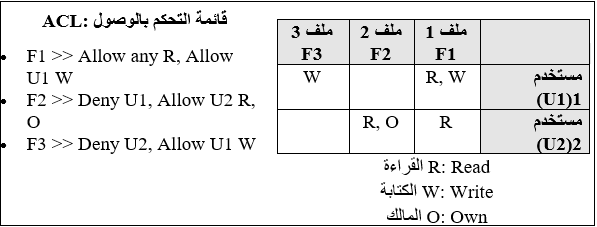 قائمة التحكم بالوصول :ACL
• F1 >> Allow any R, Allow
U1 W
• F2 >> Deny U1, Allow U2 R,
O
• F3 >> Deny U2, Allow U1 W
ملف 1 ملف 2 ملف 3
F1 F2 F3
مستخدم R, W W
1(U1)
مستخدم R R, O
2(U2)
R: Read القراءة
W: Write الكتابة
O: Own المالك